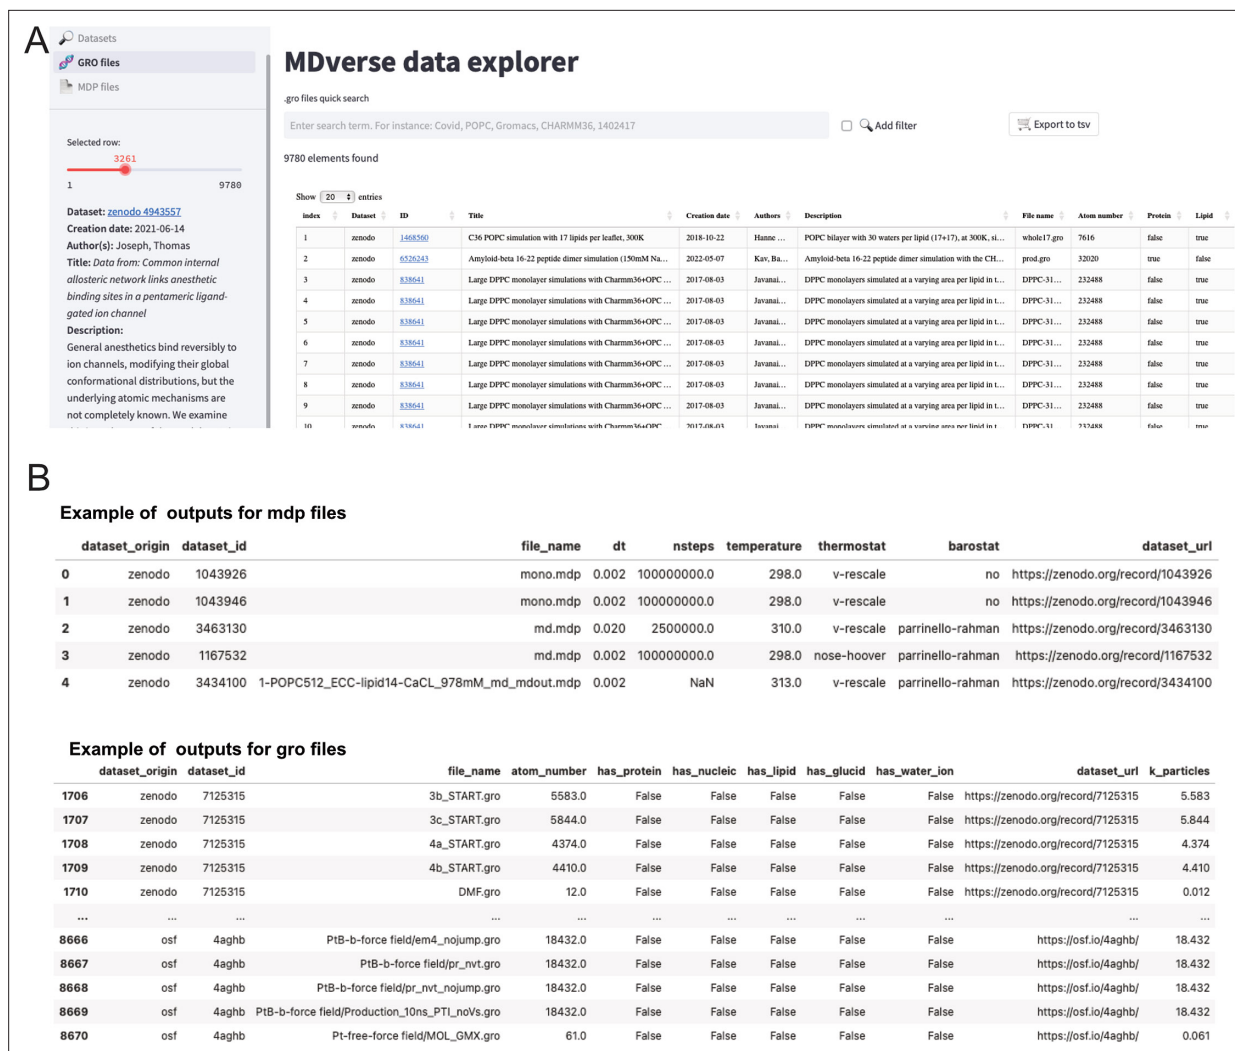 A
Datasets
GRO files
MDP files
Selected row:
3261
1 9780
Dataset: zenodo 4943557
Creation date: 2021-06-14
Author(s): Joseph, Thomas
Title: Data from: Common internal
allosteric network links anesthetic
binding sites in a pentameric ligand-
gated ion channel
Description:
General anesthetics bind reversibly to
ion channels, modifying their global
conformational distributions, but the
underlying atomic mechanisms are
not completely known. We examine
MDverse data explorer
.gro files quick search
Enter search term. For instance: Covid, POPC, Gromacs, CHARMM36, 1402417
Add filter
Export to tsv
9780 elements found
Show 20 entries
index Dataset ID Title Creation date Authors Description File name Atom number Protein Lipid
1 zenodo 1468560 C36 POPC simulation with 17 lipids per leaflet, 300K 2018-10-22 Hanne ... POPC bilayer with 30 waters per lipid (17+17), at 300K, si... whole17.gro 7616 false true
2 zenodo 6526243 Amyloid-beta 16-22 peptide dimer simulation (150mM Na... 2022-05-07 Kav, Ba... Amyloid-beta 16-22 peptide dimer simulation with the CH... prod.gro 32020 true false
3 zenodo 838641 Large DPPC monolayer simulations with Charmm36+OPC ... 2017-08-03 Javanai... DPPC monolayers simulated at a varying area per lipid in t... DPPC-31... 232488 false true
4 zenodo 838641 Large DPPC monolayer simulations with Charmm36+OPC ... 2017-08-03 Javanai... DPPC monolayers simulated at a varying area per lipid in t... DPPC-31... 232488 false true
5 zenodo 838641 Large DPPC monolayer simulations with Charmm36+OPC ... 2017-08-03 Javanai... DPPC monolayers simulated at a varying area per lipid in t... DPPC-31... 232488 false true
6 zenodo 838641 Large DPPC monolayer simulations with Charmm36+OPC ... 2017-08-03 Javanai... DPPC monolayers simulated at a varying area per lipid in t... DPPC-31... 232488 false true
7 zenodo 838641 Large DPPC monolayer simulations with Charmm36+OPC ... 2017-08-03 Javanai... DPPC monolayers simulated at a varying area per lipid in t... DPPC-31... 232488 false true
8 zenodo 838641 Large DPPC monolayer simulations with Charmm36+OPC ... 2017-08-03 Javanai... DPPC monolayers simulated at a varying area per lipid in t... DPPC-31... 232488 false true
9 zenodo 838641 Large DPPC monolayer simulations with Charmm36+OPC ... 2017-08-03 Javanai... DPPC monolayers simulated at a varying area per lipid in t... DPPC-31... 232488 false true
10 zenodo 838641 Large DPPC monolayer simulations with Charmm36+OPC ... 2017-08-03 Javanai... DPPC monolayers simulated at a varying area per lipid in t... DPPC-31... 232488 false true
B
Example of outputs for mdp files
dataset_origin dataset_id file_name dt nsteps temperature thermostat barostat dataset_url
0 zenodo 1043926 mono.mdp 0.002 100000000.0 298.0 v-rescale no https://zenodo.org/record/1043926
1 zenodo 1043946 mono.mdp 0.002 100000000.0 298.0 v-rescale no https://zenodo.org/record/1043946
2 zenodo 3463130 md.mdp 0.020 2500000.0 310.0 v-rescale parrinello-rahman https://zenodo.org/record/3463130
3 zenodo 1167532 md.mdp 0.002 100000000.0 298.0 nose-hoover parrinello-rahman https://zenodo.org/record/1167532
4 zenodo 3434100 1-POPC512_ECC-lipid14-CaCL_978mM_md_mdout.mdp 0.002 NaN 313.0 v-rescale parrinello-rahman https://zenodo.org/record/3434100
Example of outputs for gro files
dataset_origin dataset_id file_name atom_number has_protein has_nucleic has_lipid has_glucid has_water_ion dataset_url k_particles
1706 zenodo 7125315 3b_START.gro 5583.0 False False False False False https://zenodo.org/record/7125315 5.583
1707 zenodo 7125315 3c_START.gro 5844.0 False False False False False https://zenodo.org/record/7125315 5.844
1708 zenodo 7125315 4a_START.gro 4374.0 False False False False False https://zenodo.org/record/7125315 4.374
1709 zenodo 7125315 4b_START.gro 4410.0 False False False False False https://zenodo.org/record/7125315 4.410
1710 zenodo 7125315 DMF.gro 12.0 False False False False False https://zenodo.org/record/7125315 0.012
... ... ... ... ... ... ... ... ... ... ... ...
8666 osf 4aghb PtB-b-force field/em4_nojump.gro 18432.0 False False False False False https://osf.io/4aghb/ 18.432
8667 osf 4aghb PtB-b-force field/pr_nvt.gro 18432.0 False False False False False https://osf.io/4aghb/ 18.432
8668 osf 4aghb PtB-b-force field/pr_nvt_nojump.gro 18432.0 False False False False False https://osf.io/4aghb/ 18.432
8669 osf 4aghb PtB-b-force field/Production_10ns_PTI_noVs.gro 18432.0 False False False False False https://osf.io/4aghb/ 18.432
8670 osf 4aghb Pt-free-force field/MOL_GMX.gro 61.0 False False False False False https://osf.io/4aghb/ 0.061